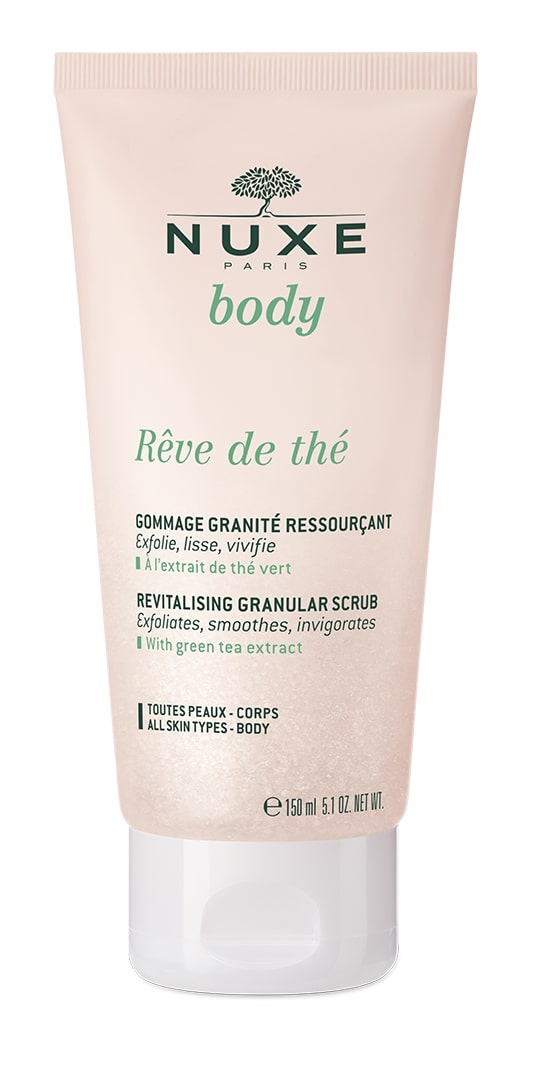 NUXE
PARIS
body
Rêve de thé
GOMMAGE GRANITÉ RESSOURÇANT
Exfolie, lisse, vivifie
À l'extrait de thé vert
REVITALISING GRANULAR SCRUB
Exfoliates, smoothes, invigorates
With green tea extract
TOUTES PEAUX - CORPS
ALL SKIN TYPES - BODY
℮ 150 ml 5.1 OZ. NET WT.